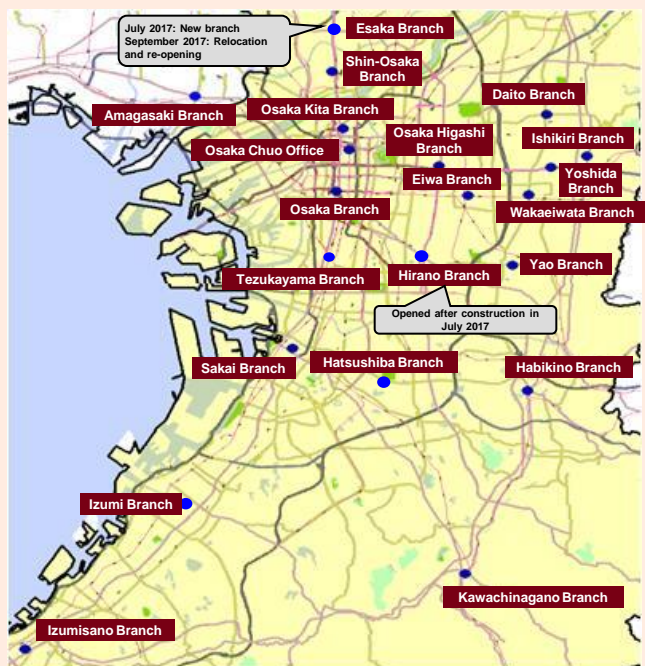 July 2017: New branch
September 2017: Relocation
and re-opening
Esaka Branch
Shin-Osaka
Branch
Amagasaki Branch
Daito Branch
Osaka Kita Branch
Osaka Higashi
Branch
Ishikiri Branch
Osaka Chuo Office
Eiwa Branch
Yoshida
Branch
Osaka Branch
Wakaeiwata Branch
Tezukayama Branch
Hirano Branch
Yao Branch
Opened after construction in
July 2017
Sakai Branch
Hatsushiba Branch
Habikino Branch
Izumi Branch
Kawachinagano Branch
Izumisano Branch